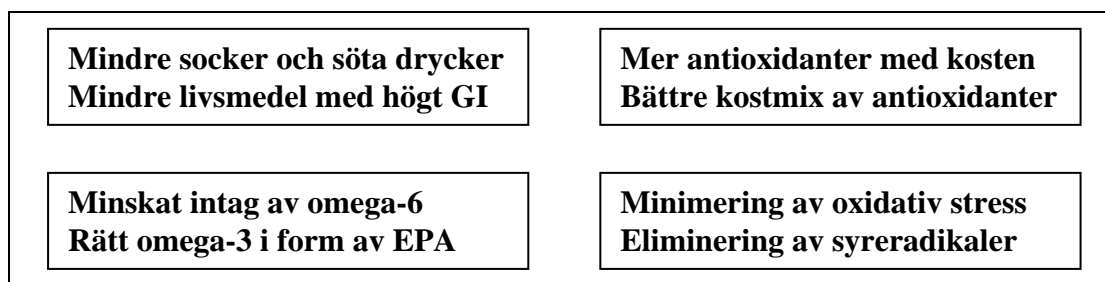 Mindre socker och söta drycker
Mindre livsmedel med högt GI
Mer antioxidanter med kosten
Bättre kostmix av antioxidanter
Minskat intag av omega-6
Rätt omega-3 i form av EPA
Minimering av oxidativ stress
Eliminering av syreradikaler